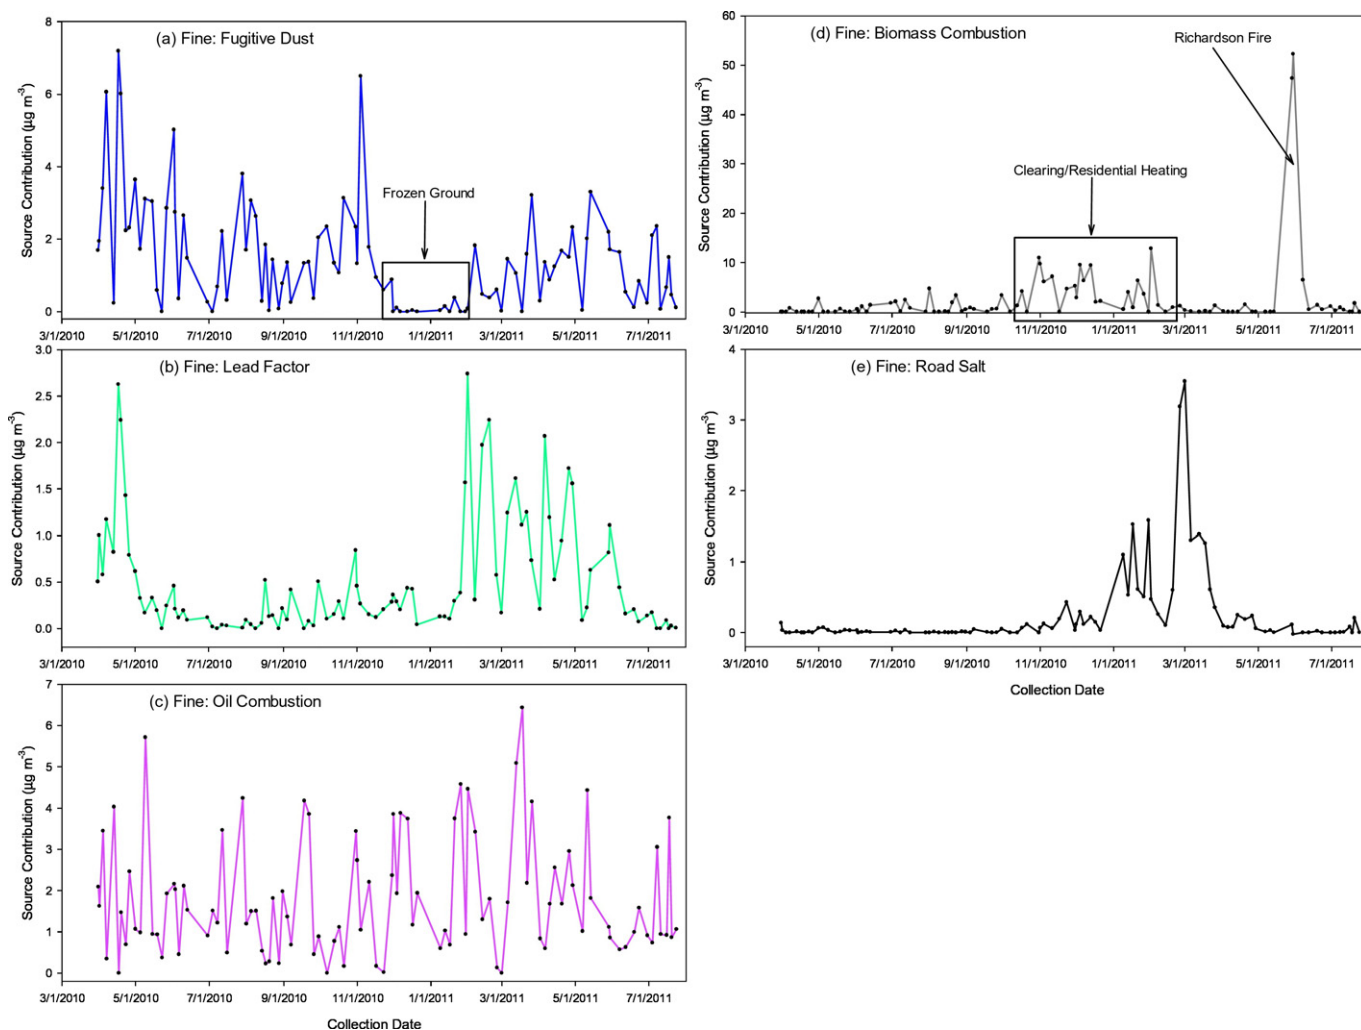 (a) Fine: Fugitive Dust
Source Contribution (µg m-3)
8
6
4
2
0
Frozen Ground
3/1/2010 5/1/2010 7/1/2010 9/1/2010 11/1/2010 1/1/2011 3/1/2011 5/1/2011 7/1/2011
(b) Fine: Lead Factor
Source Contribution (µg m-3)
3.0
2.5
2.0
1.5
1.0
0.5
0.0
3/1/2010 5/1/2010 7/1/2010 9/1/2010 11/1/2010 1/1/2011 3/1/2011 5/1/2011 7/1/2011
(c) Fine: Oil Combustion
Source Contribution (µg m-3)
7
6
5
4
3
2
1
0
3/1/2010 5/1/2010 7/1/2010 9/1/2010 11/1/2010 1/1/2011 3/1/2011 5/1/2011 7/1/2011
Collection Date
(d) Fine: Biomass Combustion
Source Contribution (µg m-3)
60
50
40
30
20
10
0
Richardson Fire
Clearing/Residential Heating
3/1/2010 5/1/2010 7/1/2010 9/1/2010 11/1/2010 1/1/2011 3/1/2011 5/1/2011 7/1/2011
(e) Fine: Road Salt
Source Contribution (µg m-3)
4
3
2
1
0
3/1/2010 5/1/2010 7/1/2010 9/1/2010 11/1/2010 1/1/2011 3/1/2011 5/1/2011 7/1/2011
Collection Date